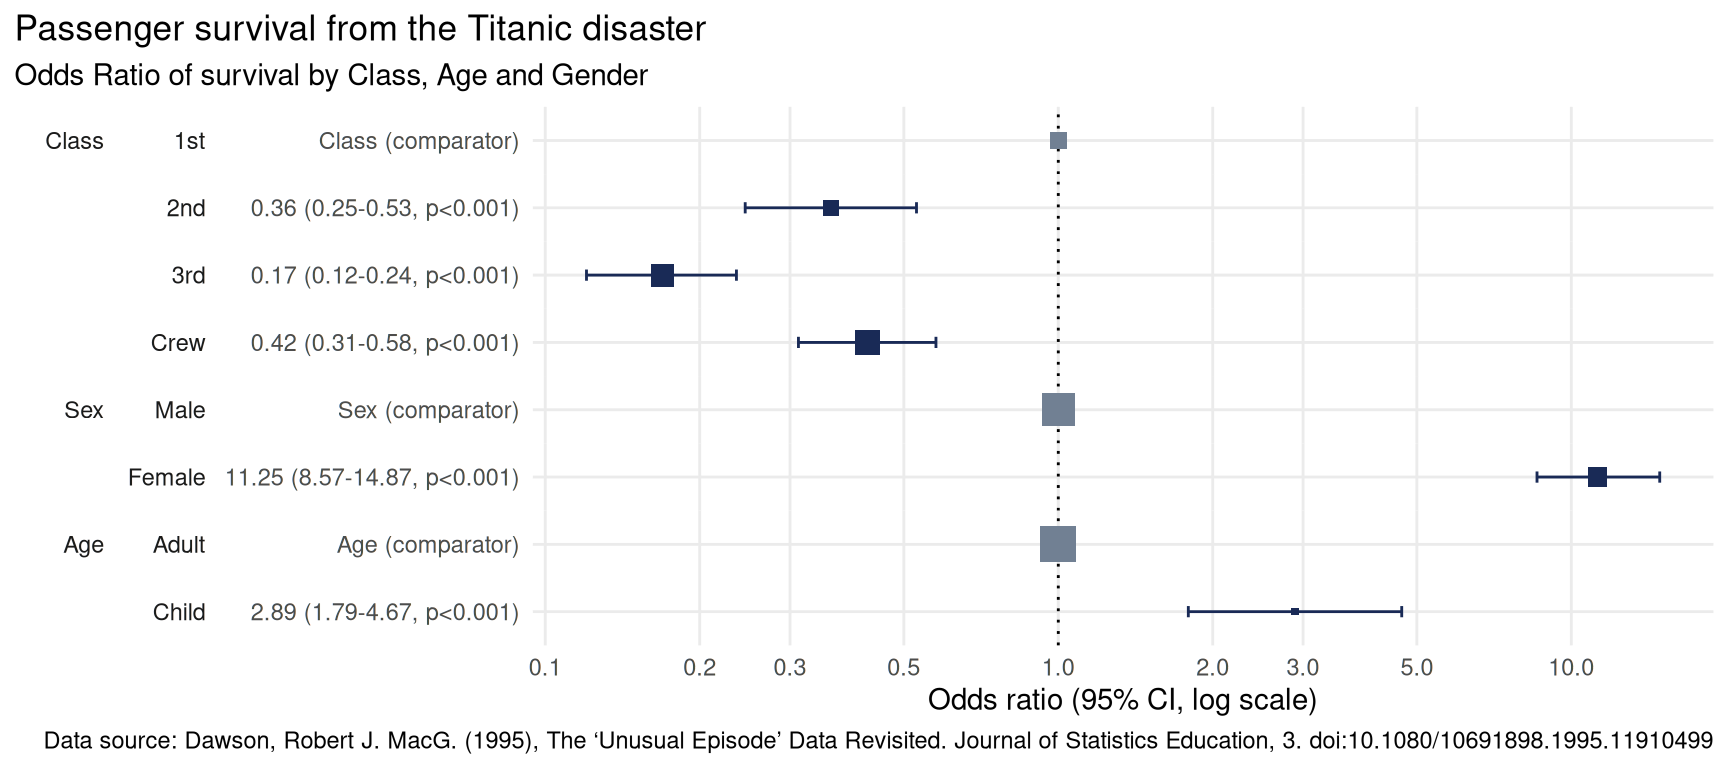 Passenger survival from the Titanic disaster
Odds Ratio of survival by Class, Age and Gender
Class 1st Class (comparator)
2nd 0.36 (0.25-0.53, p<0.001)
3rd 0.17 (0.12-0.24, p<0.001)
Crew 0.42 (0.31-0.58, p<0.001)
Sex Male Sex (comparator)
Female 11.25 (8.57-14.87, p<0.001)
Age Adult Age (comparator)
Child 2.89 (1.79-4.67, p<0.001)
0.1 0.2 0.3 0.5 1.0 2.0 3.0 5.0 10.0
Odds ratio (95% CI, log scale)
Data source: Dawson, Robert J. MacG. (1995), The ‘Unusual Episode’ Data Revisited. Journal of Statistics Education, 3. doi:10.1080/10691898.1995.11910499